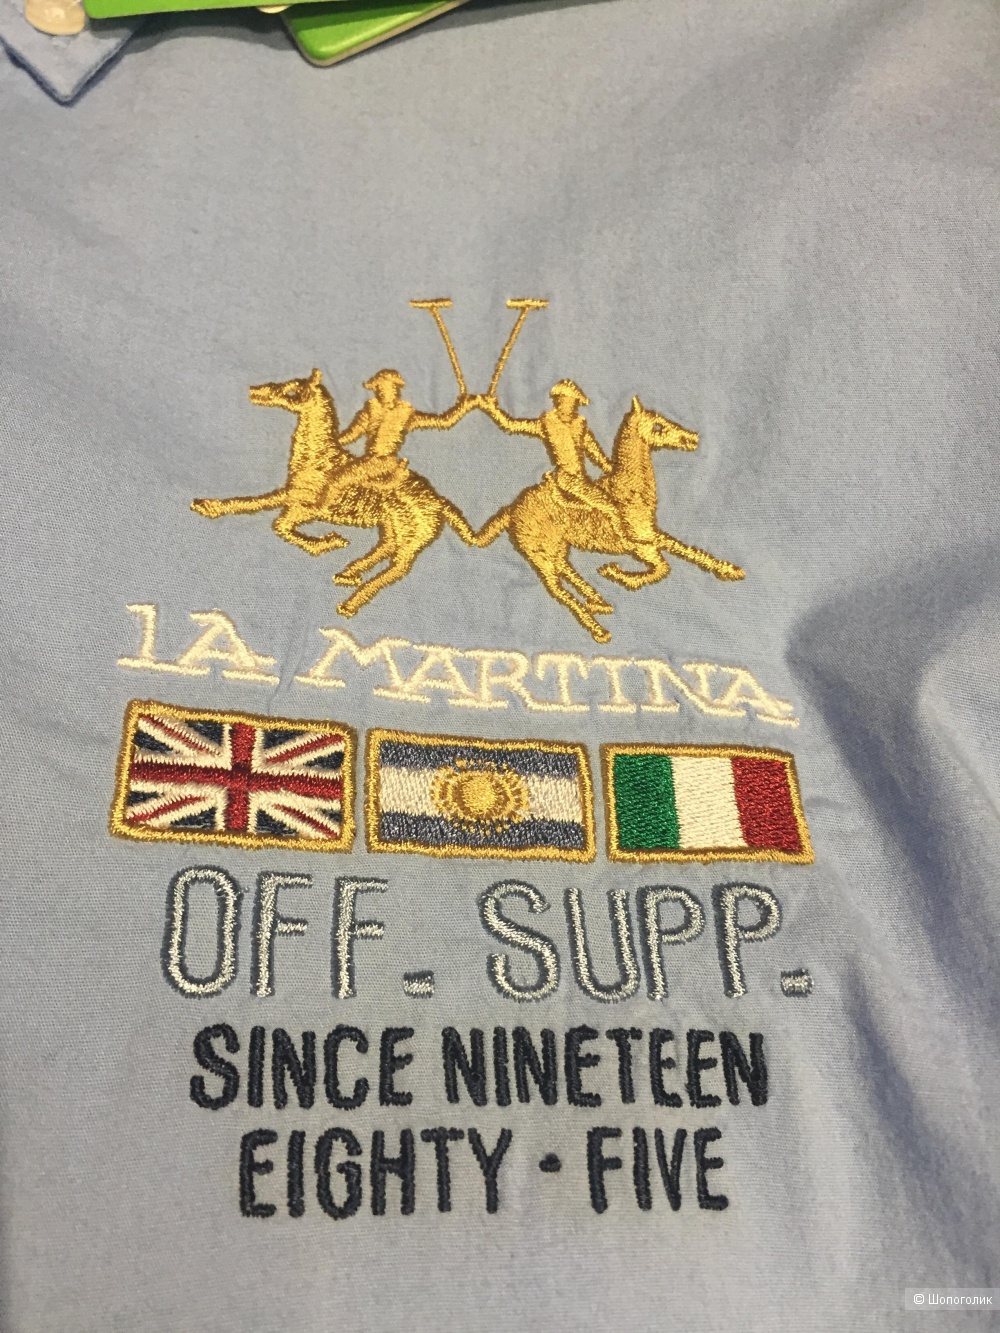 LA MARTINA
OFF. SUPP.
SINCE NINETEEN
EIGHTY·FIVE
© Шопоголик